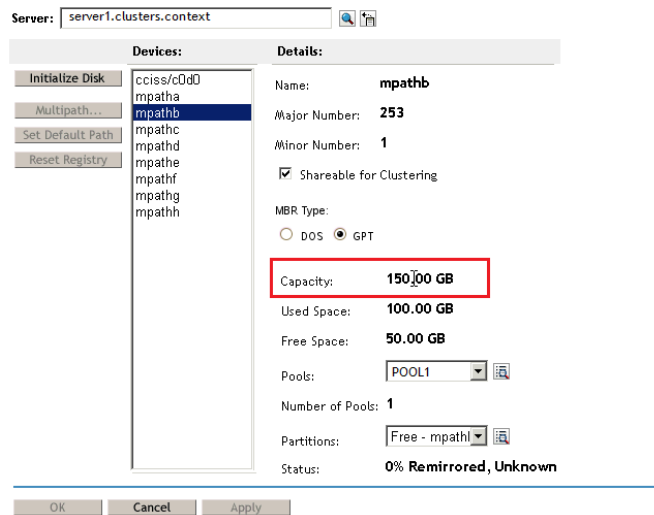 Server: server1.clusters.context
Devices: Details:
Initialize Disk
Multipath...
Set Default Path
Reset Registry
cciss/c0d0
mpatha
mpathb
mpathc
mpathd
mpathe
mpathf
mpathg
mpathh
Name: mpathb
Major Number: 253
Minor Number: 1
Shareable for Clustering
MBR Type:
DOS GPT
Capacity: 150.00 GB
Used Space: 100.00 GB
Free Space: 50.00 GB
Pools: POOL1
Number of Pools: 1
Partitions: Free - mpathl
Status: 0% Remirrored, Unknown
OK Cancel Apply